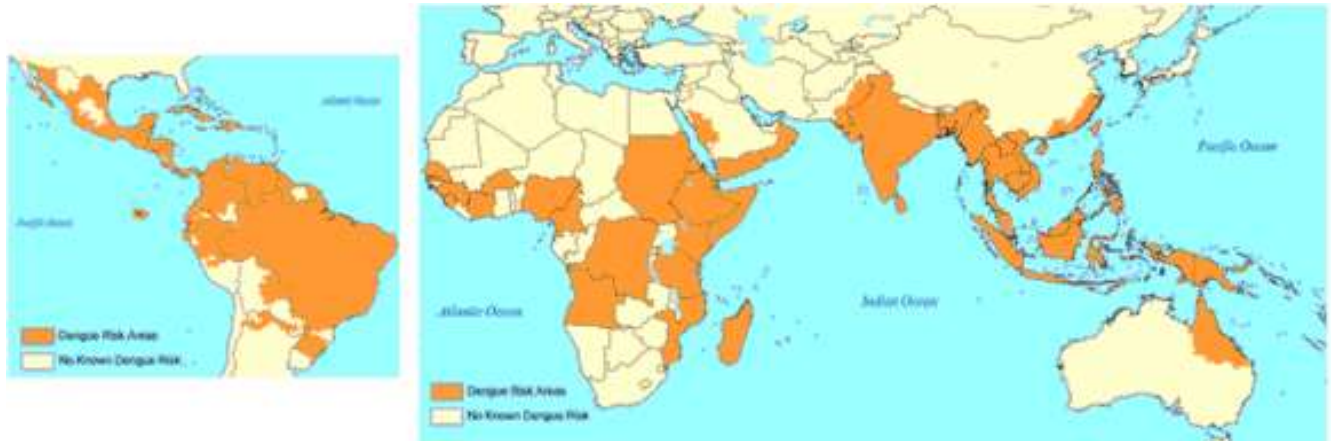 Atlantic Ocean
Pacific Ocean
Dengue Risk Areas
No Known Dengue Risk
Pacific Ocean
Atlantic Ocean
Indian Ocean
Dengue Risk Areas
No Known Dengue Risk